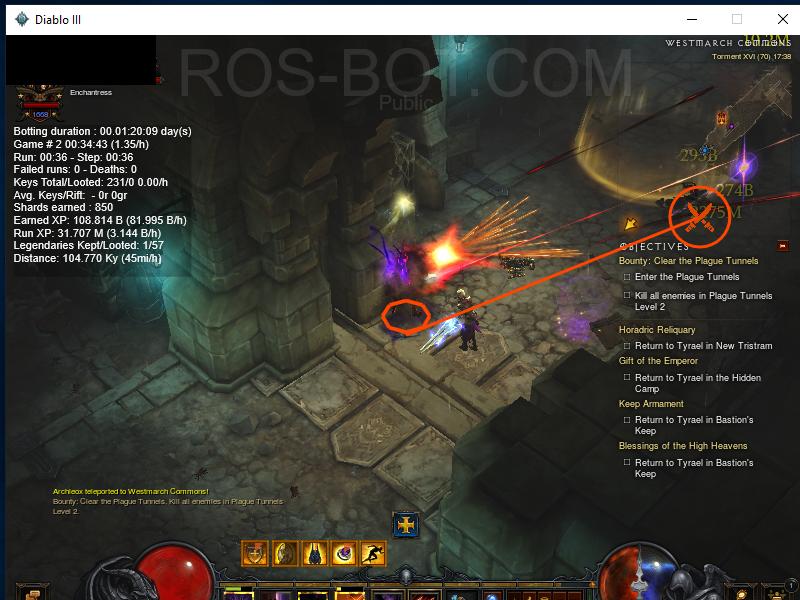 Diablo III
ROS-BOT.COM
Public
WESTMARCH COMMONS
Torment XVI (70) 17:38
Enchantress
1668
Botting duration : 00.01:20:09 day(s)
Game # 2 00:34:43 (1.35/h)
Run: 00:36 - Step: 00:36
Failed runs: 0 - Deaths: 0
Keys Total/Looted: 231/0 0.00/h
Avg. Keys/Rift:  - 0r 0gr
Shards earned : 850
Earned XP: 108.814 B (81.995 B/h)
Run XP: 31.707 M (3.144 B/h)
Legendaries Kept/Looted: 1/57
Distance: 104.770 Ky (45mi/h)
293B
274B
275M
OBJECTIVES
Bounty: Clear the Plague Tunnels
Enter the Plague Tunnels
Kill all enemies in Plague Tunnels
Level 2
Horadric Reliquary
Return to Tyrael in New Tristram
Gift of the Emperor
Return to Tyrael in the Hidden
Camp
Keep Armament
Return to Tyrael in Bastion's
Keep
Blessings of the High Heavens
Return to Tyrael in Bastion's
Keep
Archleox teleported to Westmarch Commons!
Bounty: Clear the Plague Tunnels. Kill all enemies in Plague Tunnels
Level 2.
1